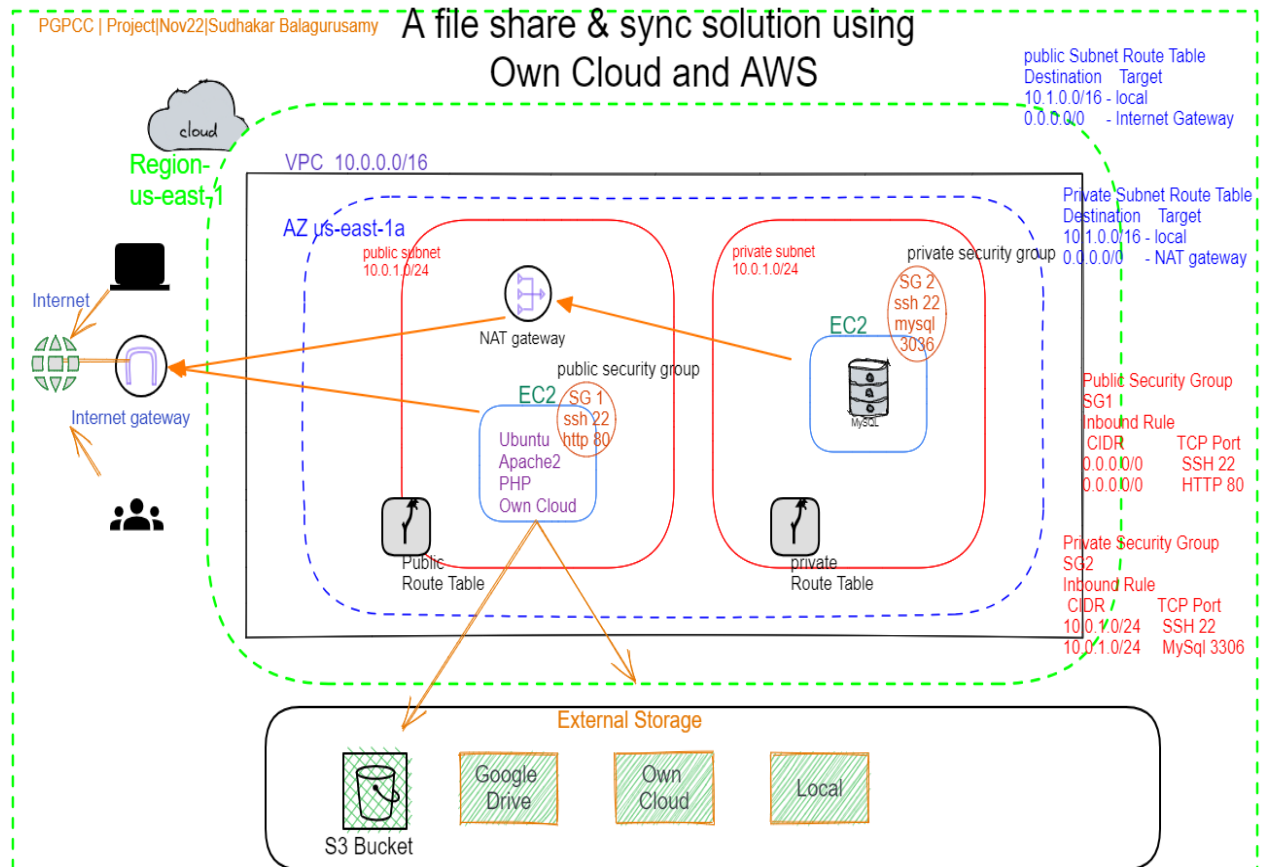 PGPCC | Project|Nov22|Sudhakar Balagurusamy
A file share & sync solution using
Own Cloud and AWS
public Subnet Route Table
Destination Target
10.1.0.0/16 - local
0.0.0.0/0 - Internet Gateway
cloud
Region-
us-east-1
VPC 10.0.0.0/16
Private Subnet Route Table
Destination Target
10.1.0.0/16 - local
0.0.0.0/0 - NAT gateway
AZ us-east-1a
public subnet
10.0.1.0/24
private subnet
10.0.1.0/24
private security group
SG 2
ssh 22
mysql
3036
EC2
MySQL
Internet
Internet gateway
NAT gateway
public security group
EC2
SG 1
ssh 22
http 80
Ubuntu
Apache2
PHP
Own Cloud
Public Security Group
SG1
Inbound Rule
CIDR TCP Port
0.0.0.0/0 SSH 22
0.0.0.0/0 HTTP 80
Public
Route Table
private
Route Table
Private Security Group
SG2
Inbound Rule
CIDR TCP Port
10.0.1.0/24 SSH 22
10.0.1.0/24 MySql 3306
External Storage
S3 Bucket
Google
Drive
Own
Cloud
Local